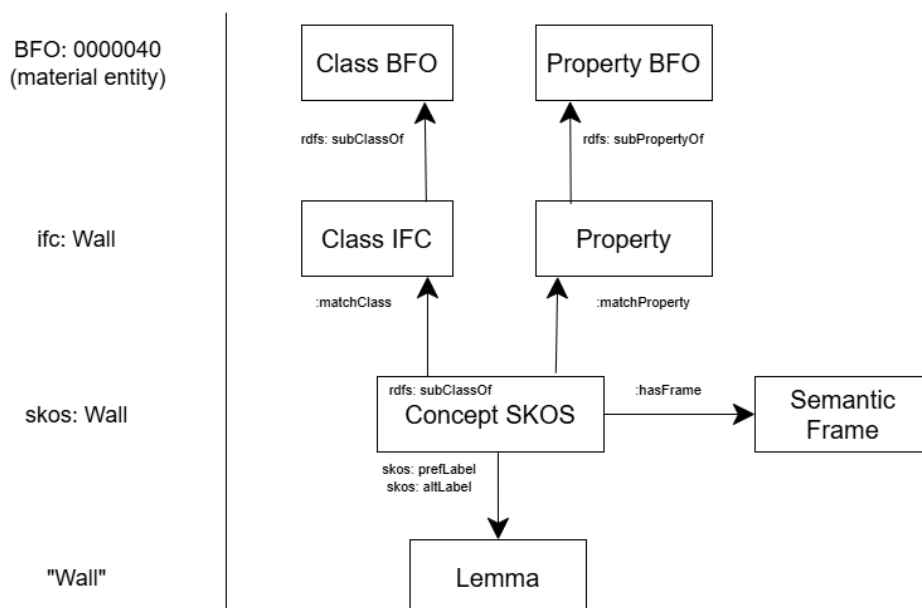 BFO: 0000040
(material entity)
Class BFO
Property BFO
rdfs: subClassOf
rdfs: subPropertyOf
ifc: Wall
Class IFC
Property
:matchClass
:matchProperty
skos: Wall
rdfs: subClassOf
Concept SKOS
:hasFrame
Semantic
Frame
skos: prefLabel
skos: altLabel
"Wall"
Lemma